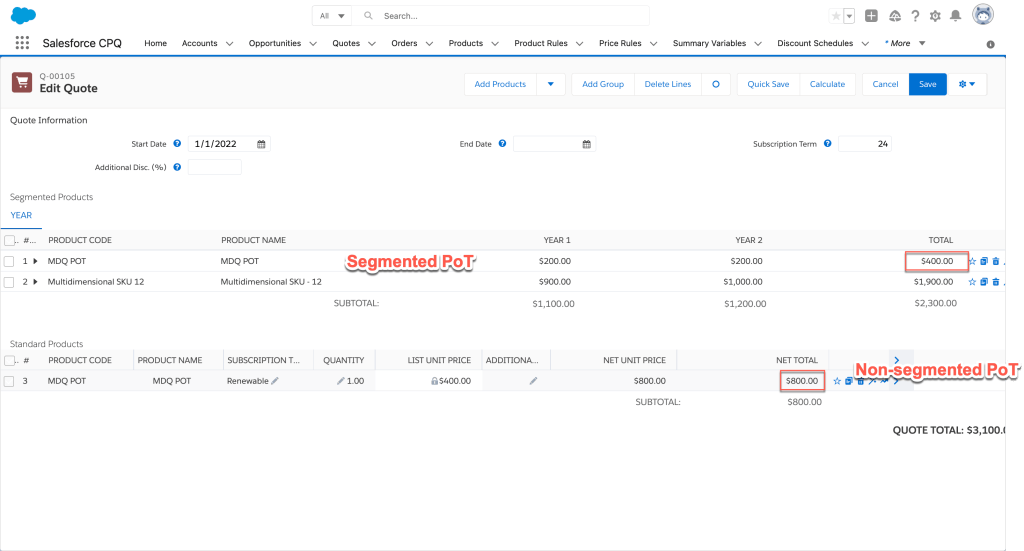 All Search...
Salesforce CPQ Home Accounts Opportunities Quotes Orders Products Product Rules Price Rules Summary Variables Discount Schedules * More
Q-00105
Edit Quote
Add Products Add Group Delete Lines Quick Save Calculate Cancel Save
Quote Information
Start Date 1/1/2022 End Date Subscription Term 24
Additional Disc. (%)
Segmented Products
YEAR
#... PRODUCT CODE PRODUCT NAME YEAR 1 YEAR 2 TOTAL
1 MDQ POT MDQ POT Segmented PoT $200.00 $200.00 $400.00
2 Multidimensional SKU 12 Multidimensional SKU - 12 $900.00 $1,000.00 $1,900.00
SUBTOTAL: $1,100.00 $1,200.00 $2,300.00
Standard Products
# PRODUCT CODE PRODUCT NAME SUBSCRIPTION T... QUANTITY LIST UNIT PRICE ADDITIONA... NET UNIT PRICE NET TOTAL
Non-segmented PoT
3 MDQ POT MDQ POT Renewable 1.00 $400.00 $800.00 $800.00
SUBTOTAL: $800.00
QUOTE TOTAL: $3,100.0